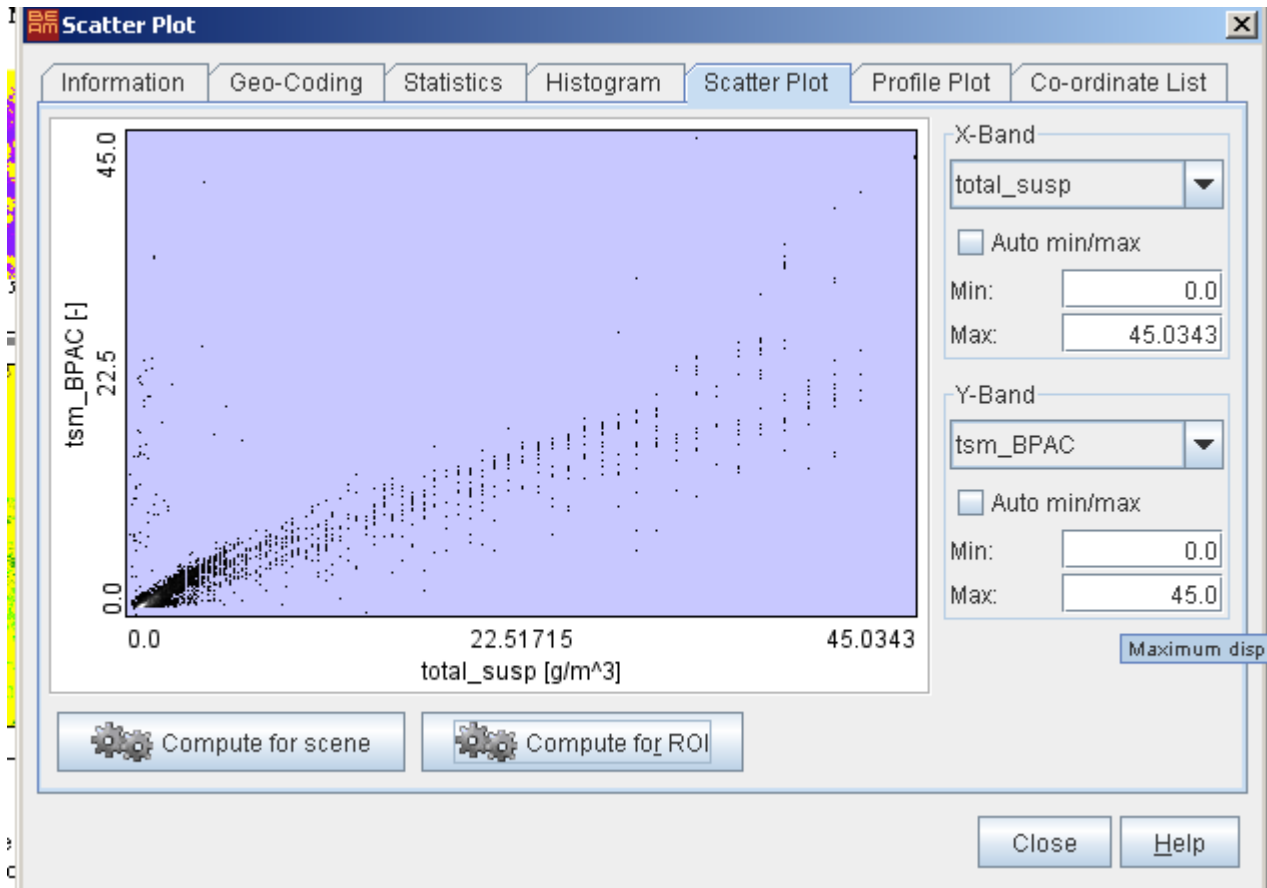 BEAM Scatter Plot
Information Geo-Coding Statistics Histogram Scatter Plot Profile Plot Co-ordinate List
45.0
22.5
0.0
tsm_BPAC [-]
0.0 22.51715 45.0343
total_susp [g/m^3]
X-Band
total_susp
Auto min/max
Min: 0.0
Max: 45.0343
Y-Band
tsm_BPAC
Auto min/max
Min: 0.0
Max: 45.0
Maximum disp
Compute for scene Compute for ROI
Close Help